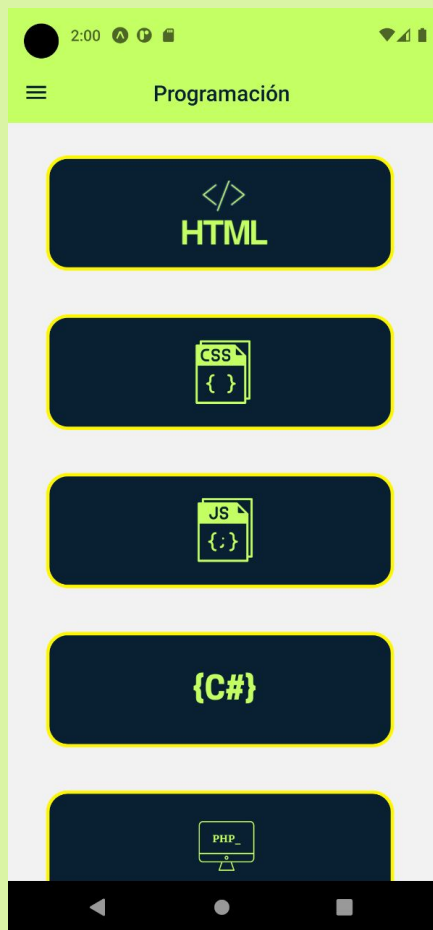 2:00
Programación
</>
HTML
CSS
{ }
JS
{;}
{C#}
PHP_